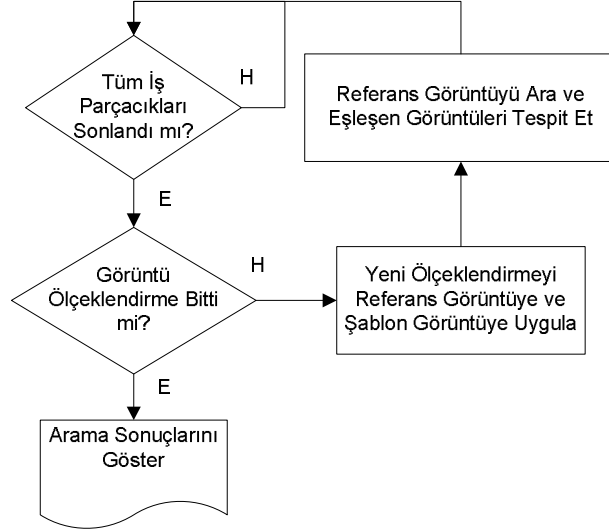 Tüm İş
Parçacıkları
Sonlandı mı?
H
Referans Görüntüyü Ara ve
Eşleşen Görüntüleri Tespit Et
E
Görüntü
Ölçeklendirme Bitti
mi?
H
Yeni Ölçeklendirmeyi
Referans Görüntüye ve
Şablon Görüntüye Uygula
E
Arama Sonuçlarını
Göster